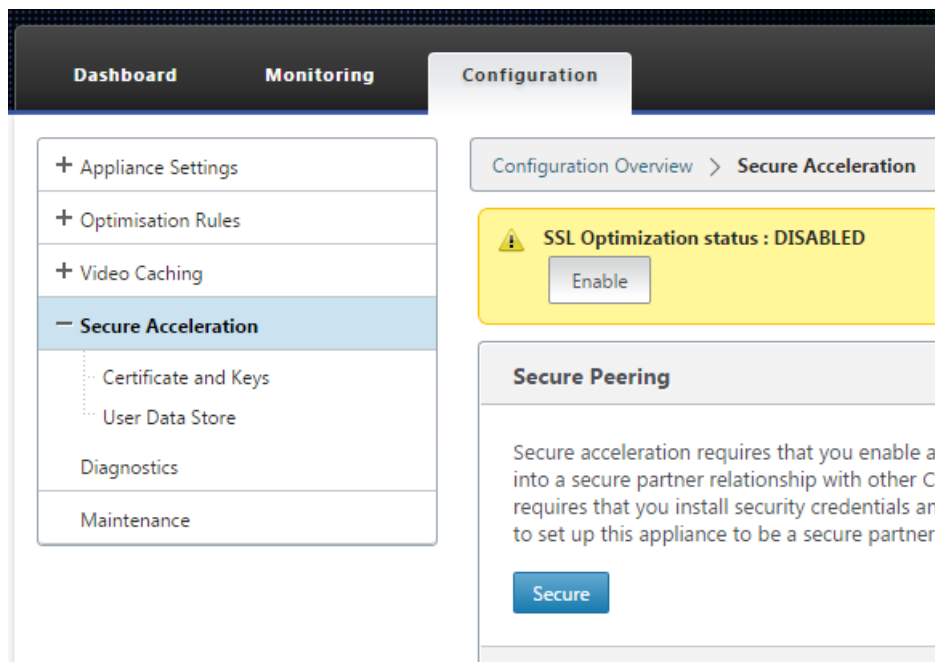 Dashboard Monitoring Configuration
+ Appliance Settings
+ Optimisation Rules
+ Video Caching
− Secure Acceleration
Certificate and Keys
User Data Store
Diagnostics
Maintenance
Configuration Overview > Secure Acceleration
SSL Optimization status : DISABLED
Enable
Secure Peering
Secure acceleration requires that you enable a
into a secure partner relationship with other C
requires that you install security credentials an
to set up this appliance to be a secure partner
Secure